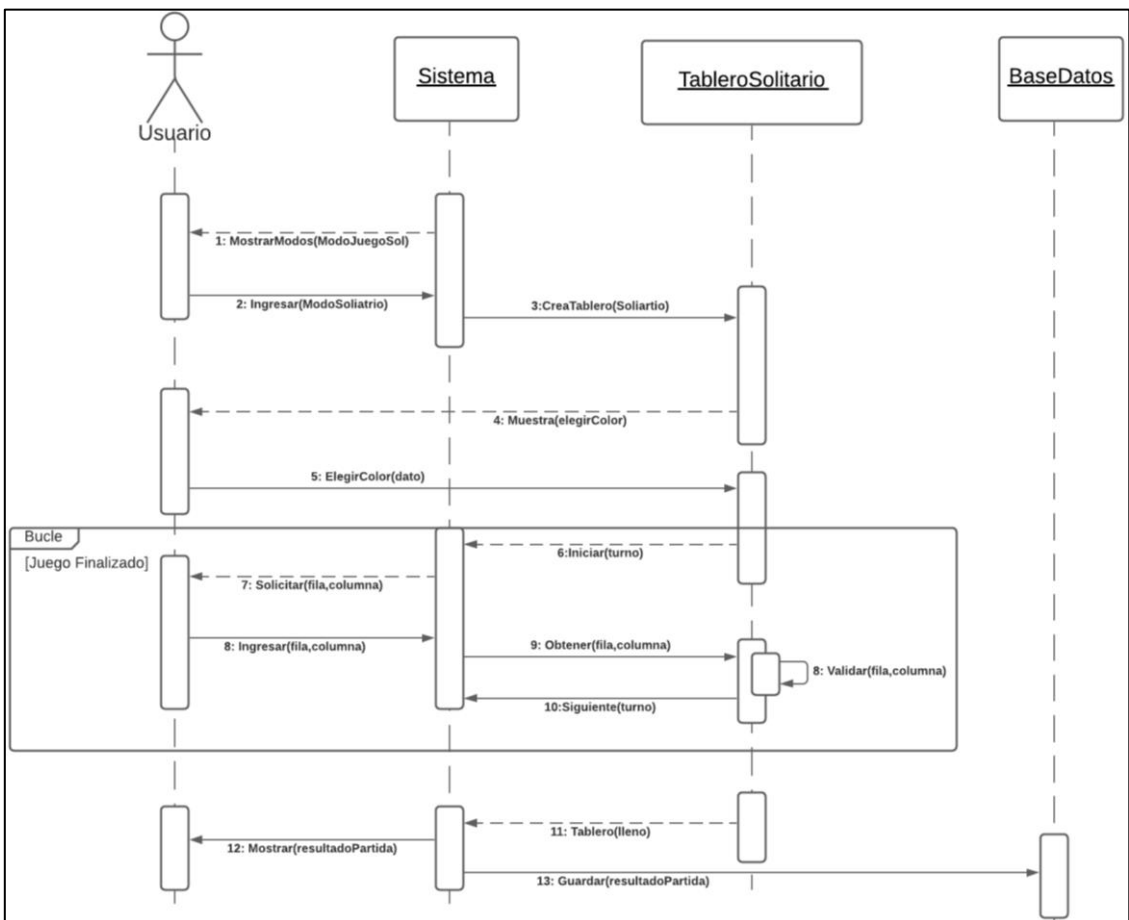 Usuario
Sistema
TableroSolitario
BaseDatos
1: MostrarModos(ModoJuegoSol)
2: Ingresar(ModoSoliatrio)
3:CreaTablero(Soliartio)
4: Muestra(elegirColor)
5: ElegirColor(dato)
Bucle
[Juego Finalizado]
6:Iniciar(turno)
7: Solicitar(fila,columna)
8: Ingresar(fila,columna)
9: Obtener(fila,columna)
8: Validar(fila,columna)
10:Siguiente(turno)
11: Tablero(lleno)
12: Mostrar(resultadoPartida)
13: Guardar(resultadoPartida)